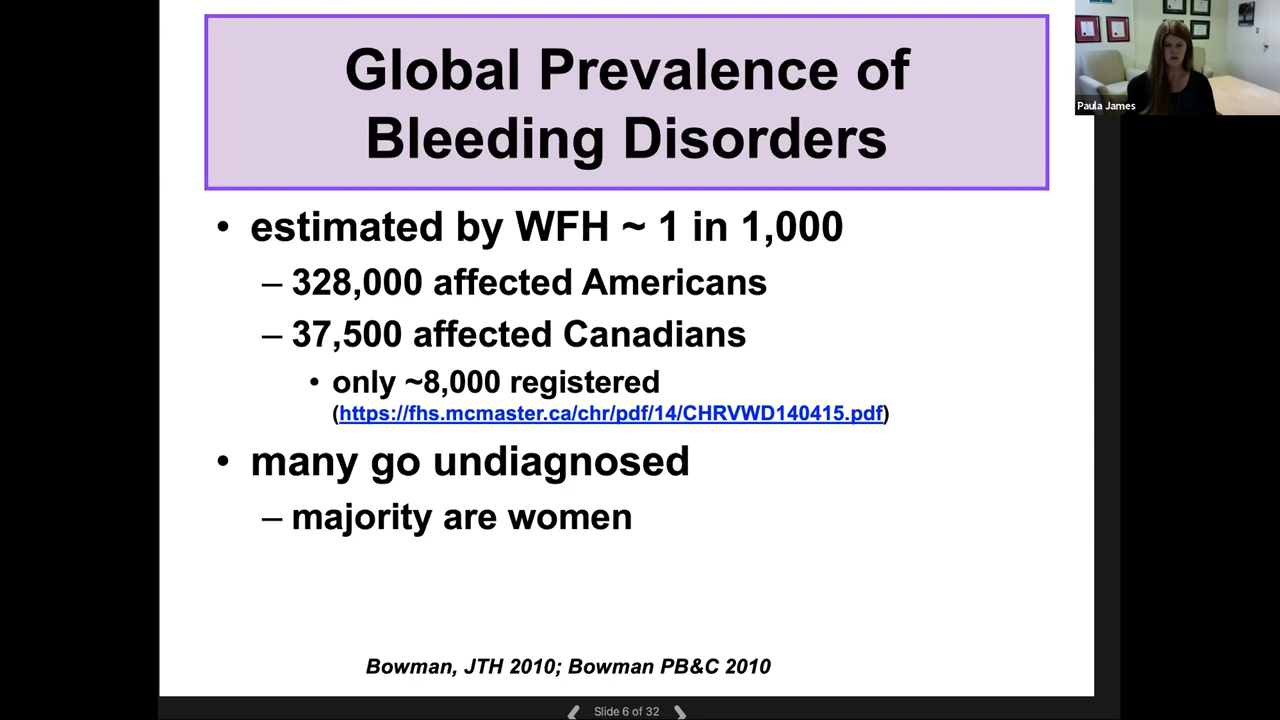 Global Prevalence of
Bleeding Disorders
Paula James
• estimated by WFH ~ 1 in 1,000
– 328,000 affected Americans
– 37,500 affected Canadians
• only ~8,000 registered
(https://fhs.mcmaster.ca/chr/pdf/14/CHRVWD140415.pdf)
• many go undiagnosed
– majority are women
Bowman, JTH 2010; Bowman PB&C 2010
Slide 6 of 32